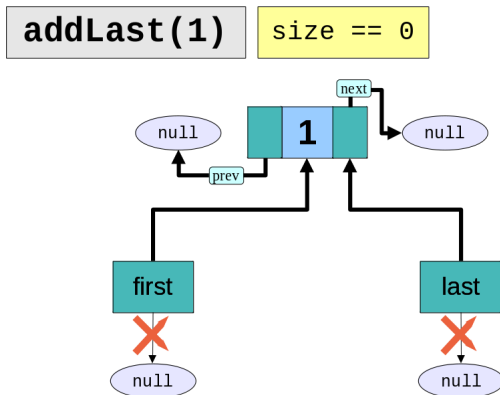 addLast(1)
size == 0
next
null
1
null
prev
first
last
null
null